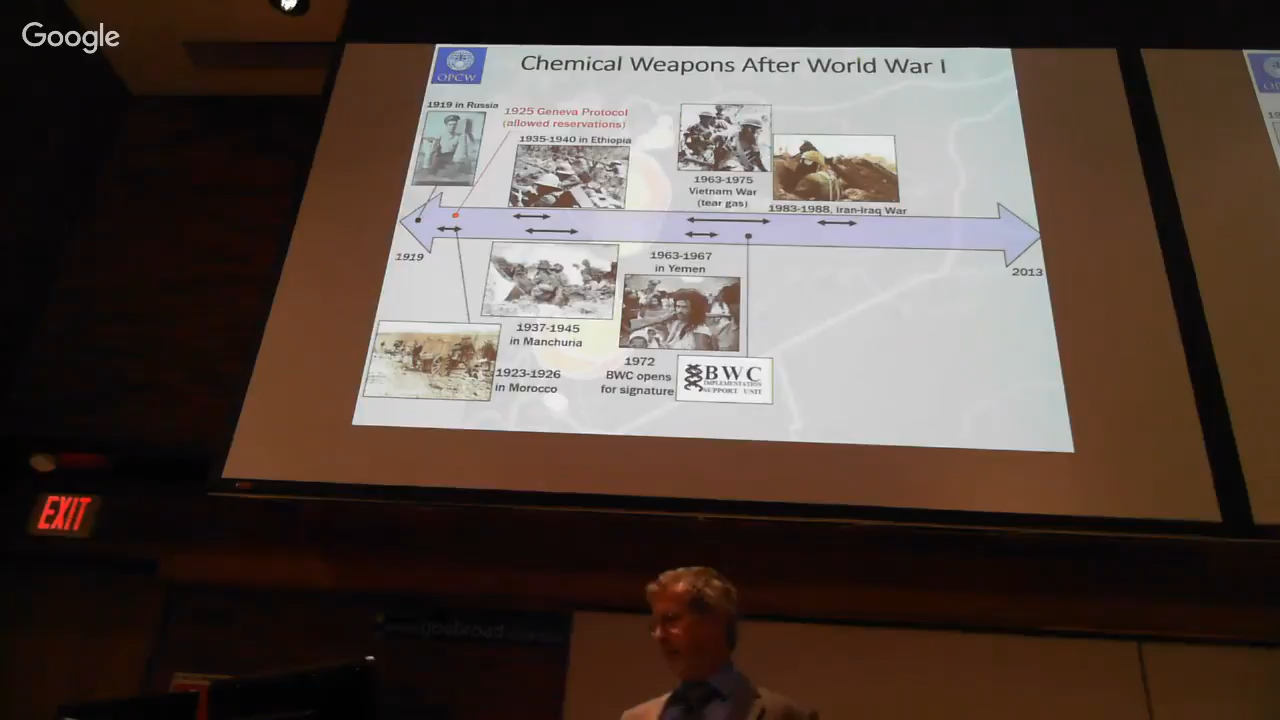 Google
OPCW
Chemical Weapons After World War I
1919 in Russia
1925 Geneva Protocol
(allowed reservations)
1935-1940 in Ethiopia
1963-1975
Vietnam War
(tear gas)
1983-1988, Iran-Iraq War
1919
2013
1937-1945
in Manchuria
1963-1967
in Yemen
1923-1926
in Morocco
1972
BWC opens
for signature
BWC
IMPLEMENTATION
SUPPORT UNIT
EXIT